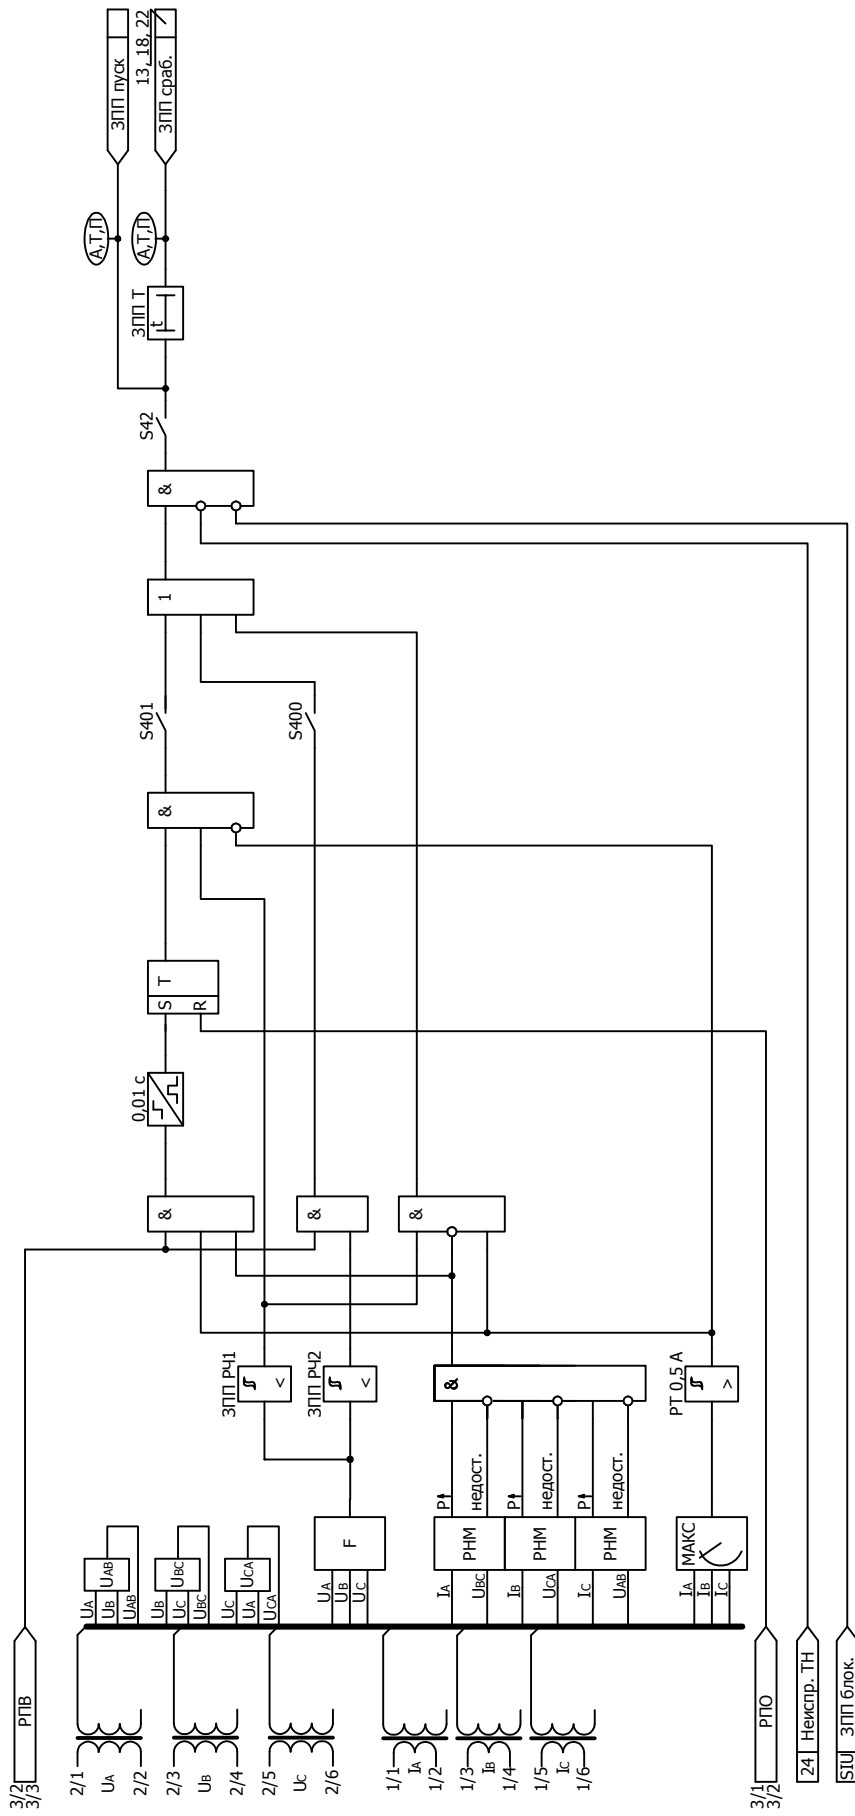 ЗПП пуск
13, 18, 22
ЗПП сраб.
А,Т,П
А,Т,П
ЗПП Т
t
S42
&
1
S401
S400
&
S T
R
0,01 с
&
&
&
ЗПП РЧ1
<
ЗПП РЧ2
<
&
РТ 0,5 А
>
P
недост.
P
недост.
P
недост.
F
РНМ
РНМ
РНМ
МАКС
UAB
UBC
UCA
UA
UB
UAB
UB
UC
UBC
UC
UA
UCA
UA
UB
UC
IA
UBC
IB
UCA
IC
UAB
IA
IB
IC
3/2
3/3
РПВ
2/1
UA
2/2
2/3
UB
2/4
2/5
UC
2/6
1/1
IA
1/2
1/3
IB
1/4
1/5
IC
1/6
3/1
3/2
РПО
24 Неиспр. ТН
SIU ЗПП блок.